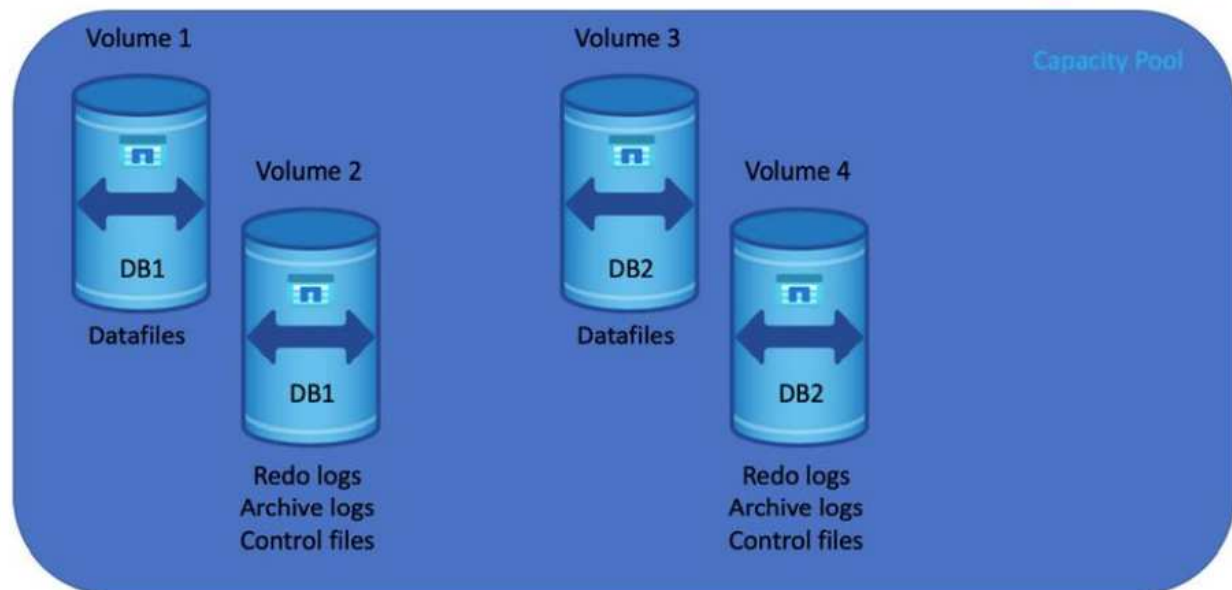 Volume 1
Volume 3
Capacity Pool
Volume 2
Volume 4
DB1
DB2
Datafiles
Datafiles
DB1
DB2
Redo logs
Archive logs
Control files
Redo logs
Archive logs
Control files